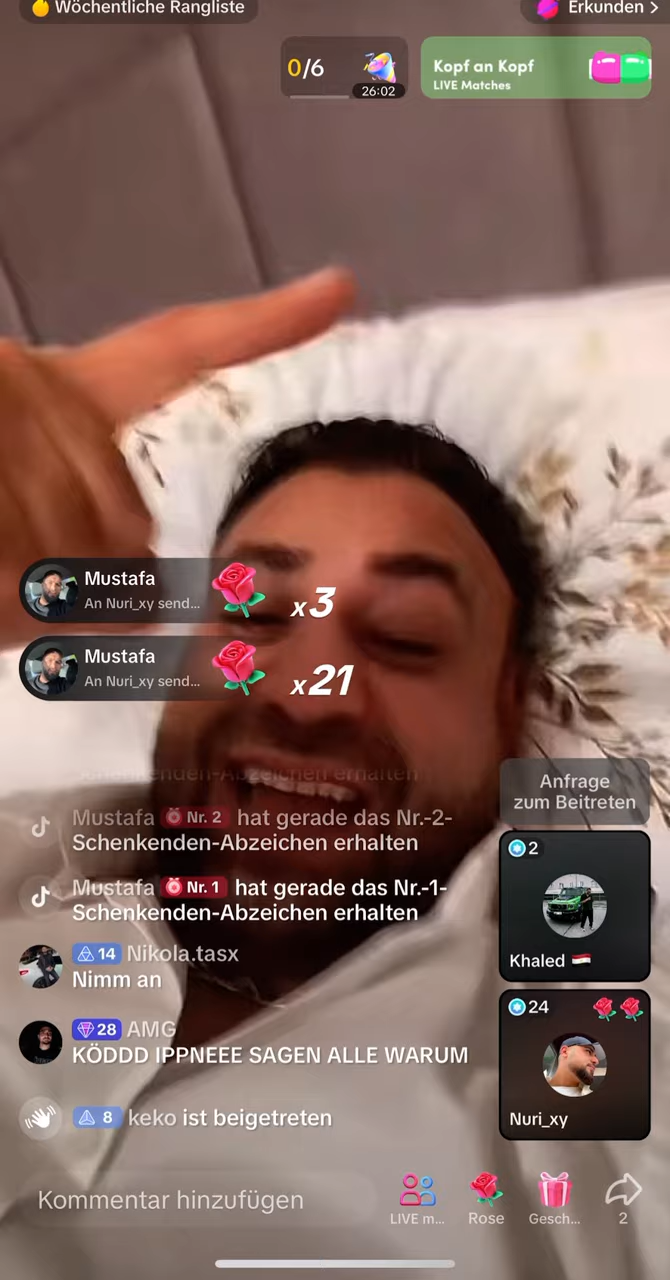 Wöchentliche Rangliste
Erkunden >
0/6
26:02
Kopf an Kopf
LIVE Matches
Mustafa
An Nuri_xy send...
x3
Mustafa
An Nuri_xy send...
x21
Schenkenden-Abzeichen erhalten
Mustafa Nr. 2 hat gerade das Nr.-2-
Schenkenden-Abzeichen erhalten
Mustafa Nr. 1 hat gerade das Nr.-1-
Schenkenden-Abzeichen erhalten
14 Nikola.tasx
Nimm an
28 AMG
KÖDDD IPPNEEE SAGEN ALLE WARUM
8 keko ist beigetreten
Anfrage
zum Beitreten
2
Khaled
24
Nuri_xy
Kommentar hinzufügen
LIVE m...
Rose
Gesch...
2